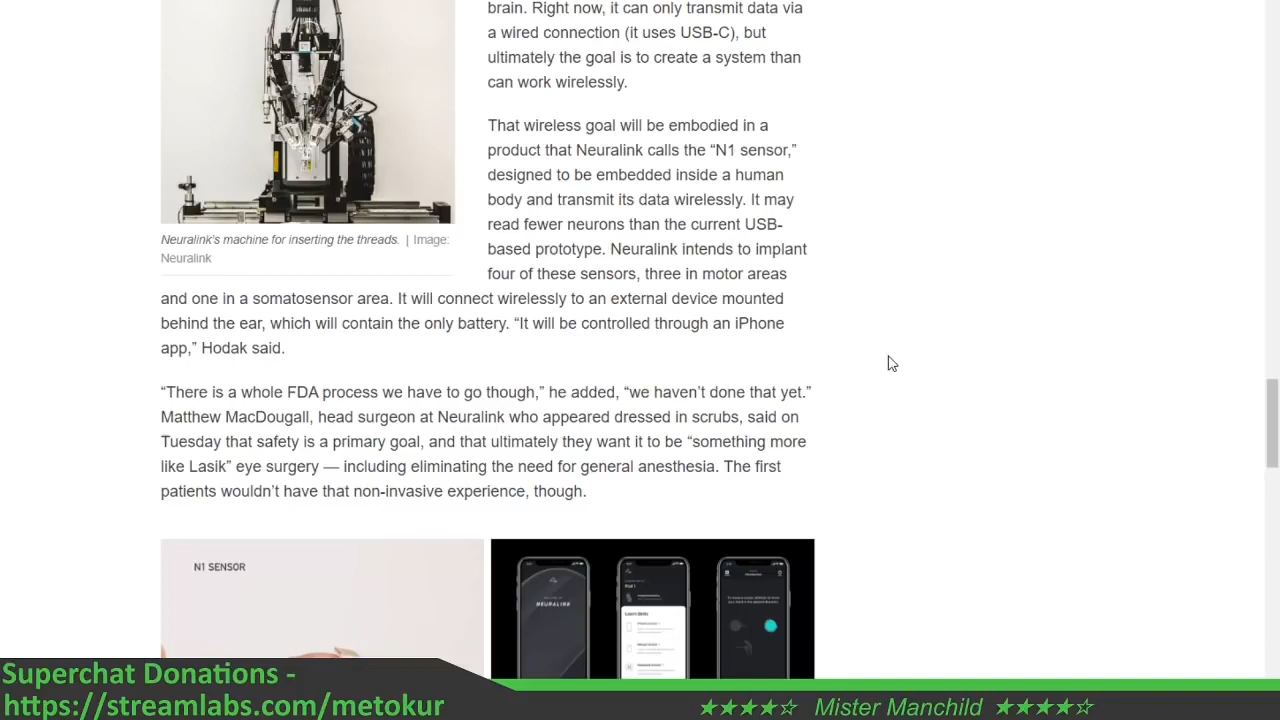 brain. Right now, it can only transmit data via
a wired connection (it uses USB-C), but
ultimately the goal is to create a system than
can work wirelessly.
That wireless goal will be embodied in a
product that Neuralink calls the “N1 sensor,”
designed to be embedded inside a human
body and transmit its data wirelessly. It may
read fewer neurons than the current USB-
based prototype. Neuralink intends to implant
four of these sensors, three in motor areas
Neuralink’s machine for inserting the threads. | Image:
Neuralink
and one in a somatosensor area. It will connect wirelessly to an external device mounted
behind the ear, which will contain the only battery. “It will be controlled through an iPhone
app,” Hodak said.
“There is a whole FDA process we have to go though,” he added, “we haven’t done that yet.”
Matthew MacDougall, head surgeon at Neuralink who appeared dressed in scrubs, said on
Tuesday that safety is a primary goal, and that ultimately they want it to be “something more
like Lasik” eye surgery — including eliminating the need for general anesthesia. The first
patients wouldn’t have that non-invasive experience, though.
N1 SENSOR
NEURALINK
Superchat Donations -
https://streamlabs.com/metokur
★★★★☆ Mister Manchild ★★★★☆